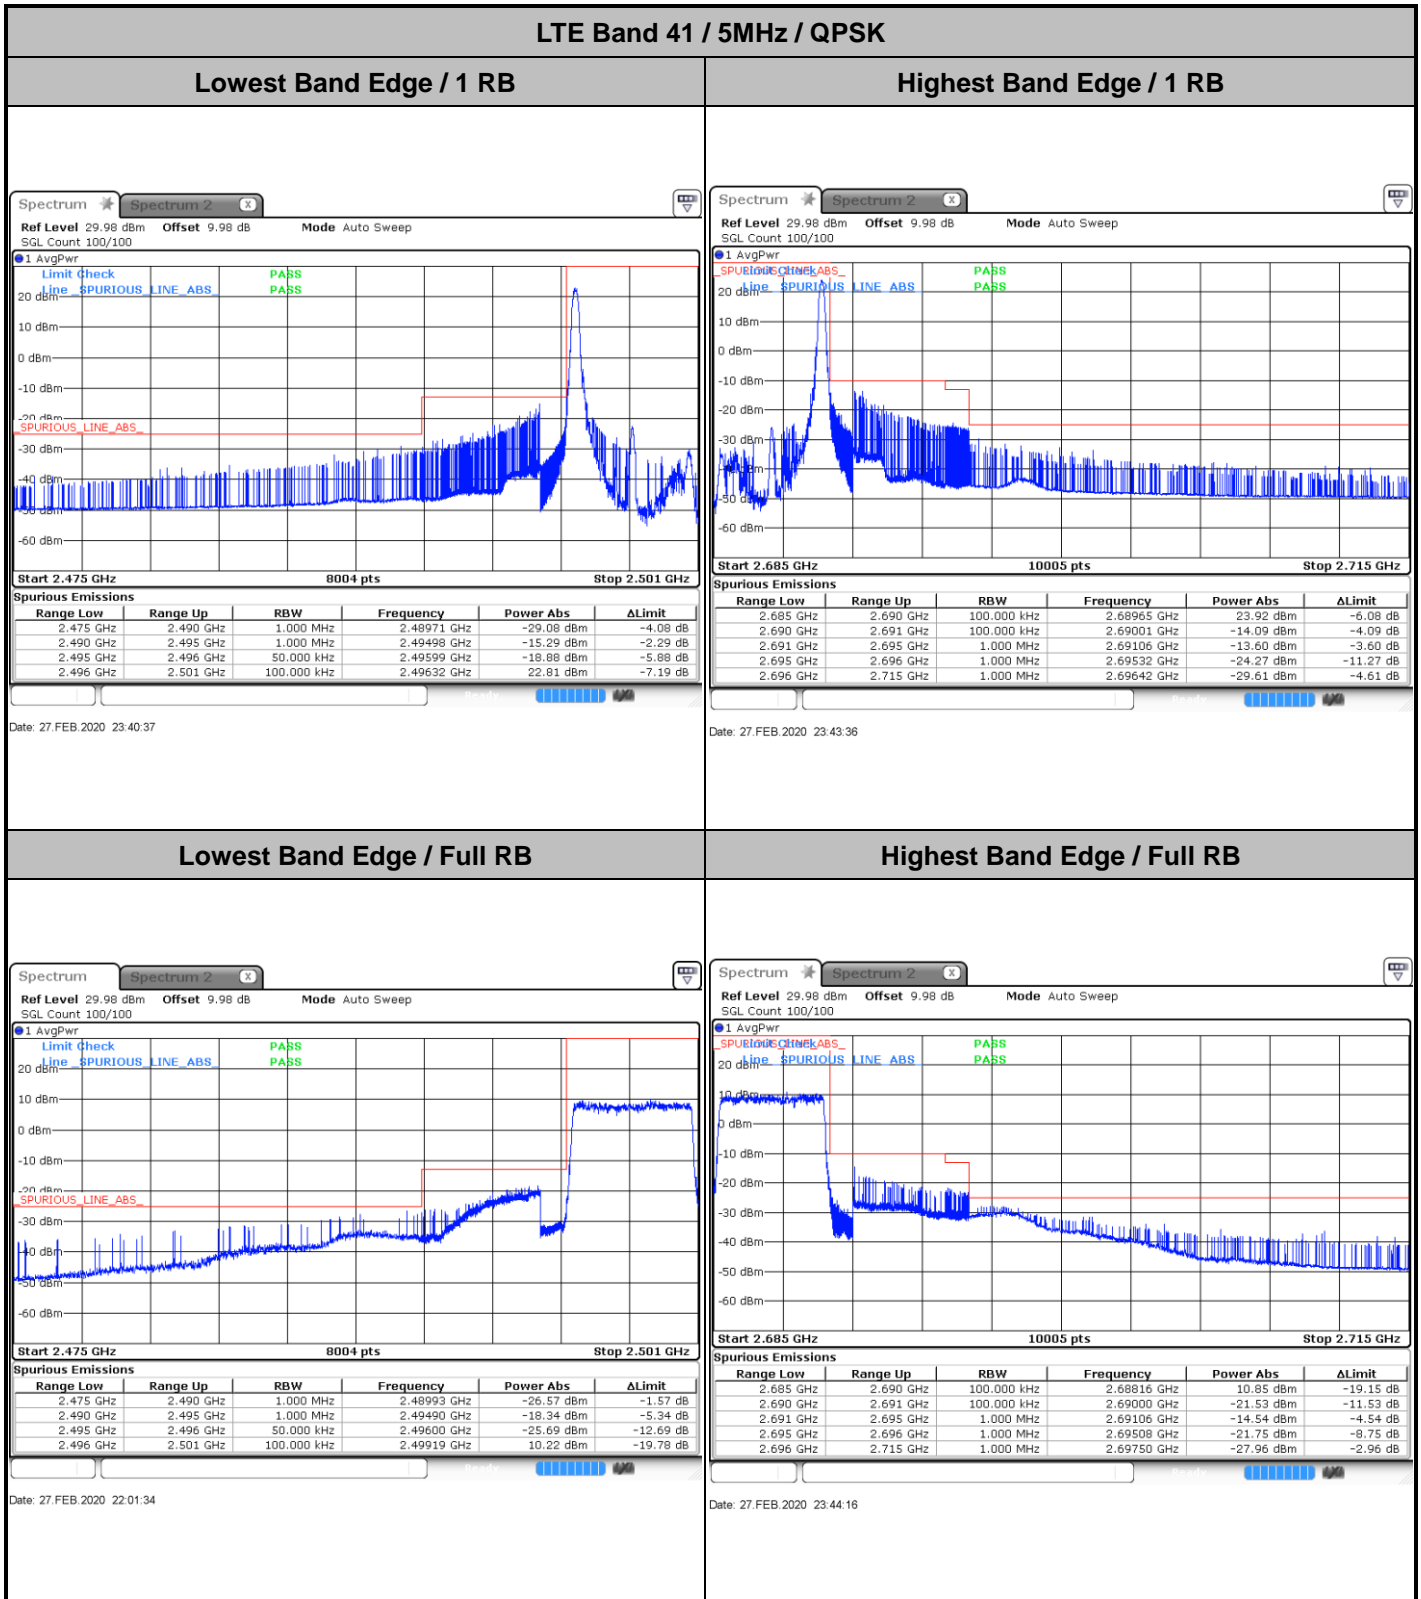 LTE Band 41 / 5MHz / QPSK
Lowest Band Edge / 1 RB
Highest Band Edge / 1 RB
Spectrum Spectrum 2 X
Ref Level 29.98 dBm Offset 9.98 dB Mode Auto Sweep
SGL Count 100/100
1 AvgPwr
Limit Check PASS
Line _SPURIOUS_LINE_ABS_ PASS
20 dBm
10 dBm
0 dBm
-10 dBm
-20 dBm
_SPURIOUS_LINE_ABS_
-30 dBm
-40 dBm
-50 dBm
-60 dBm
Start 2.475 GHz 8004 pts Stop 2.501 GHz
Spurious Emissions
Range Low Range Up RBW Frequency Power Abs ΔLimit
2.475 GHz 2.490 GHz 1.000 MHz 2.48971 GHz -29.08 dBm -4.08 dB
2.490 GHz 2.495 GHz 1.000 MHz 2.49498 GHz -15.29 dBm -2.29 dB
2.495 GHz 2.496 GHz 50.000 kHz 2.49599 GHz -18.88 dBm -5.88 dB
2.496 GHz 2.501 GHz 100.000 kHz 2.49632 GHz 22.81 dBm -7.19 dB
Ready
Date: 27.FEB.2020 23:40:37
Spectrum Spectrum 2 X
Ref Level 29.98 dBm Offset 9.98 dB Mode Auto Sweep
SGL Count 100/100
1 AvgPwr
_SPURIOUS_LINE_ABS_
Limit Check PASS
Line _SPURIOUS_LINE_ABS_ PASS
20 dBm
10 dBm
0 dBm
-10 dBm
-20 dBm
-30 dBm
-40 dBm
-50 dBm
-60 dBm
Start 2.685 GHz 10005 pts Stop 2.715 GHz
Spurious Emissions
Range Low Range Up RBW Frequency Power Abs ΔLimit
2.685 GHz 2.690 GHz 100.000 kHz 2.68965 GHz 23.92 dBm -6.08 dB
2.690 GHz 2.691 GHz 100.000 kHz 2.69001 GHz -14.09 dBm -4.09 dB
2.691 GHz 2.695 GHz 1.000 MHz 2.69106 GHz -13.60 dBm -3.60 dB
2.695 GHz 2.696 GHz 1.000 MHz 2.69532 GHz -24.27 dBm -11.27 dB
2.696 GHz 2.715 GHz 1.000 MHz 2.69642 GHz -29.61 dBm -4.61 dB
Ready
Date: 27.FEB.2020 23:43:36
Lowest Band Edge / Full RB
Highest Band Edge / Full RB
Spectrum Spectrum 2 X
Ref Level 29.98 dBm Offset 9.98 dB Mode Auto Sweep
SGL Count 100/100
1 AvgPwr
Limit Check PASS
Line _SPURIOUS_LINE_ABS_ PASS
20 dBm
10 dBm
0 dBm
-10 dBm
-20 dBm
_SPURIOUS_LINE_ABS_
-30 dBm
-40 dBm
-50 dBm
-60 dBm
Start 2.475 GHz 8004 pts Stop 2.501 GHz
Spurious Emissions
Range Low Range Up RBW Frequency Power Abs ΔLimit
2.475 GHz 2.490 GHz 1.000 MHz 2.48993 GHz -26.57 dBm -1.57 dB
2.490 GHz 2.495 GHz 1.000 MHz 2.49490 GHz -18.34 dBm -5.34 dB
2.495 GHz 2.496 GHz 50.000 kHz 2.49600 GHz -25.69 dBm -12.69 dB
2.496 GHz 2.501 GHz 100.000 kHz 2.49919 GHz 10.22 dBm -19.78 dB
Ready
Date: 27.FEB.2020 22:01:34
Spectrum Spectrum 2 X
Ref Level 29.98 dBm Offset 9.98 dB Mode Auto Sweep
SGL Count 100/100
1 AvgPwr
_SPURIOUS_LINE_ABS_
Limit Check PASS
Line _SPURIOUS_LINE_ABS_ PASS
20 dBm
10 dBm
0 dBm
-10 dBm
-20 dBm
-30 dBm
-40 dBm
-50 dBm
-60 dBm
Start 2.685 GHz 10005 pts Stop 2.715 GHz
Spurious Emissions
Range Low Range Up RBW Frequency Power Abs ΔLimit
2.685 GHz 2.690 GHz 100.000 kHz 2.68816 GHz 10.85 dBm -19.15 dB
2.690 GHz 2.691 GHz 100.000 kHz 2.69000 GHz -21.53 dBm -11.53 dB
2.691 GHz 2.695 GHz 1.000 MHz 2.69106 GHz -14.54 dBm -4.54 dB
2.695 GHz 2.696 GHz 1.000 MHz 2.69508 GHz -21.75 dBm -8.75 dB
2.696 GHz 2.715 GHz 1.000 MHz 2.69750 GHz -27.96 dBm -2.96 dB
Ready
Date: 27.FEB.2020 23:44:16